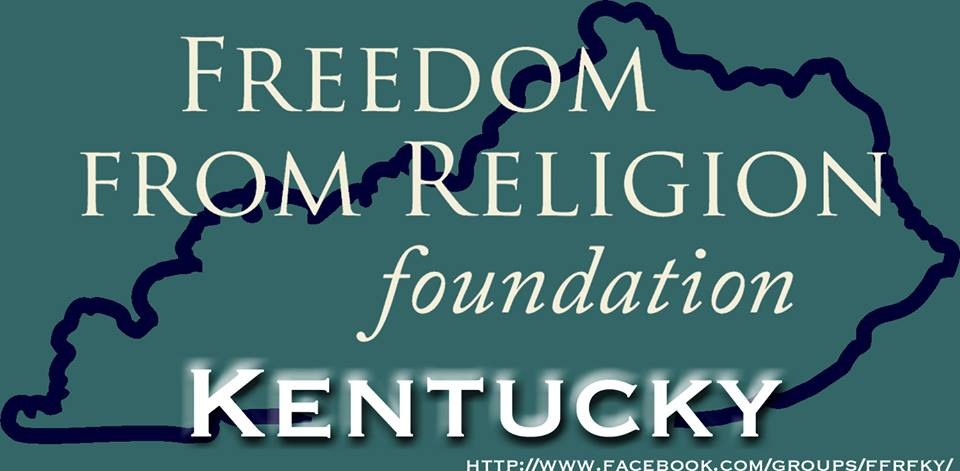 FREEDOM
FROM RELIGION
foundation
KENTUCKY
HTTP://WWW.FACEBOOK.COM/GROUPS/FFRFKY/